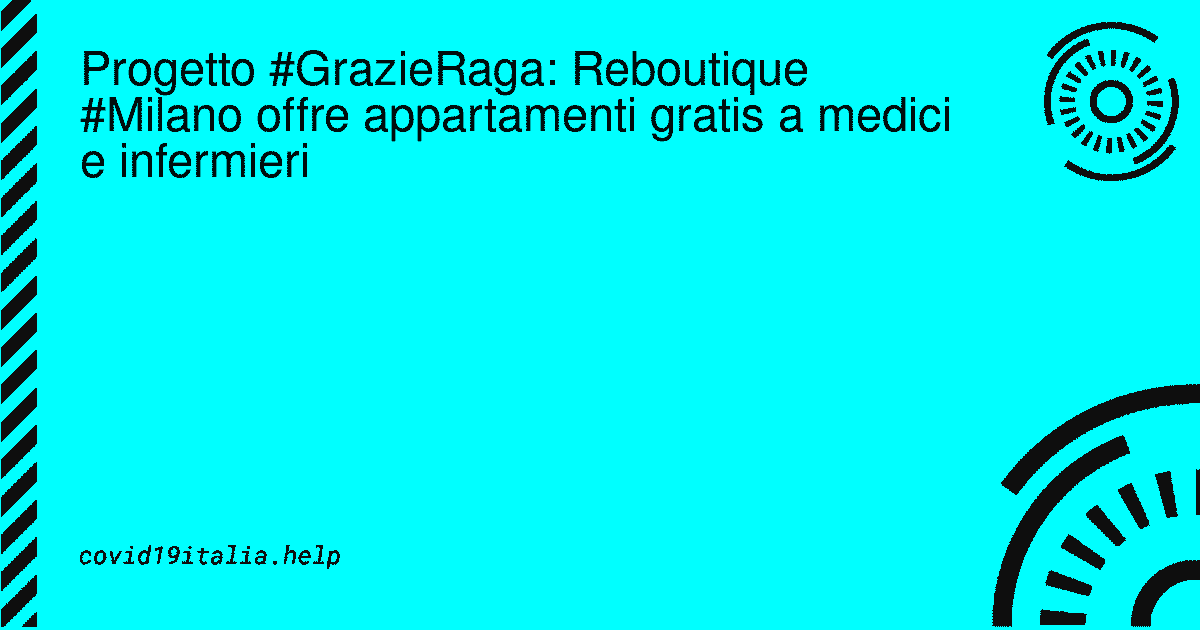 Progetto #GrazieRaga: Reboutique
#Milano offre appartamenti gratis a medici
e infermieri
covid19italia.help